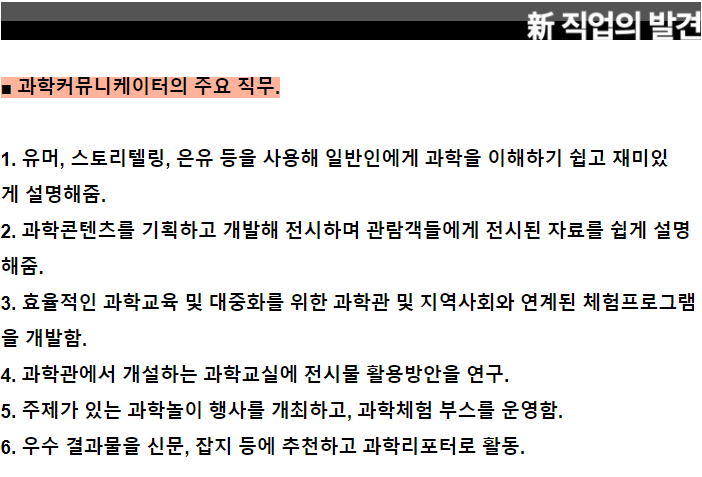 新 직업의 발견
■ 과학커뮤니케이터의 주요 직무.
1. 유머, 스토리텔링, 은유 등을 사용해 일반인에게 과학을 이해하기 쉽고 재미있
게 설명해줌.
2. 과학콘텐츠를 기획하고 개발해 전시하며 관람객들에게 전시된 자료를 쉽게 설명
해줌.
3. 효율적인 과학교육 및 대중화를 위한 과학관 및 지역사회와 연계된 체험프로그램
을 개발함.
4. 과학관에서 개설하는 과학교실에 전시물 활용방안을 연구.
5. 주제가 있는 과학놀이 행사를 개최하고, 과학체험 부스를 운영함.
6. 우수 결과물을 신문, 잡지 등에 추천하고 과학리포터로 활동.